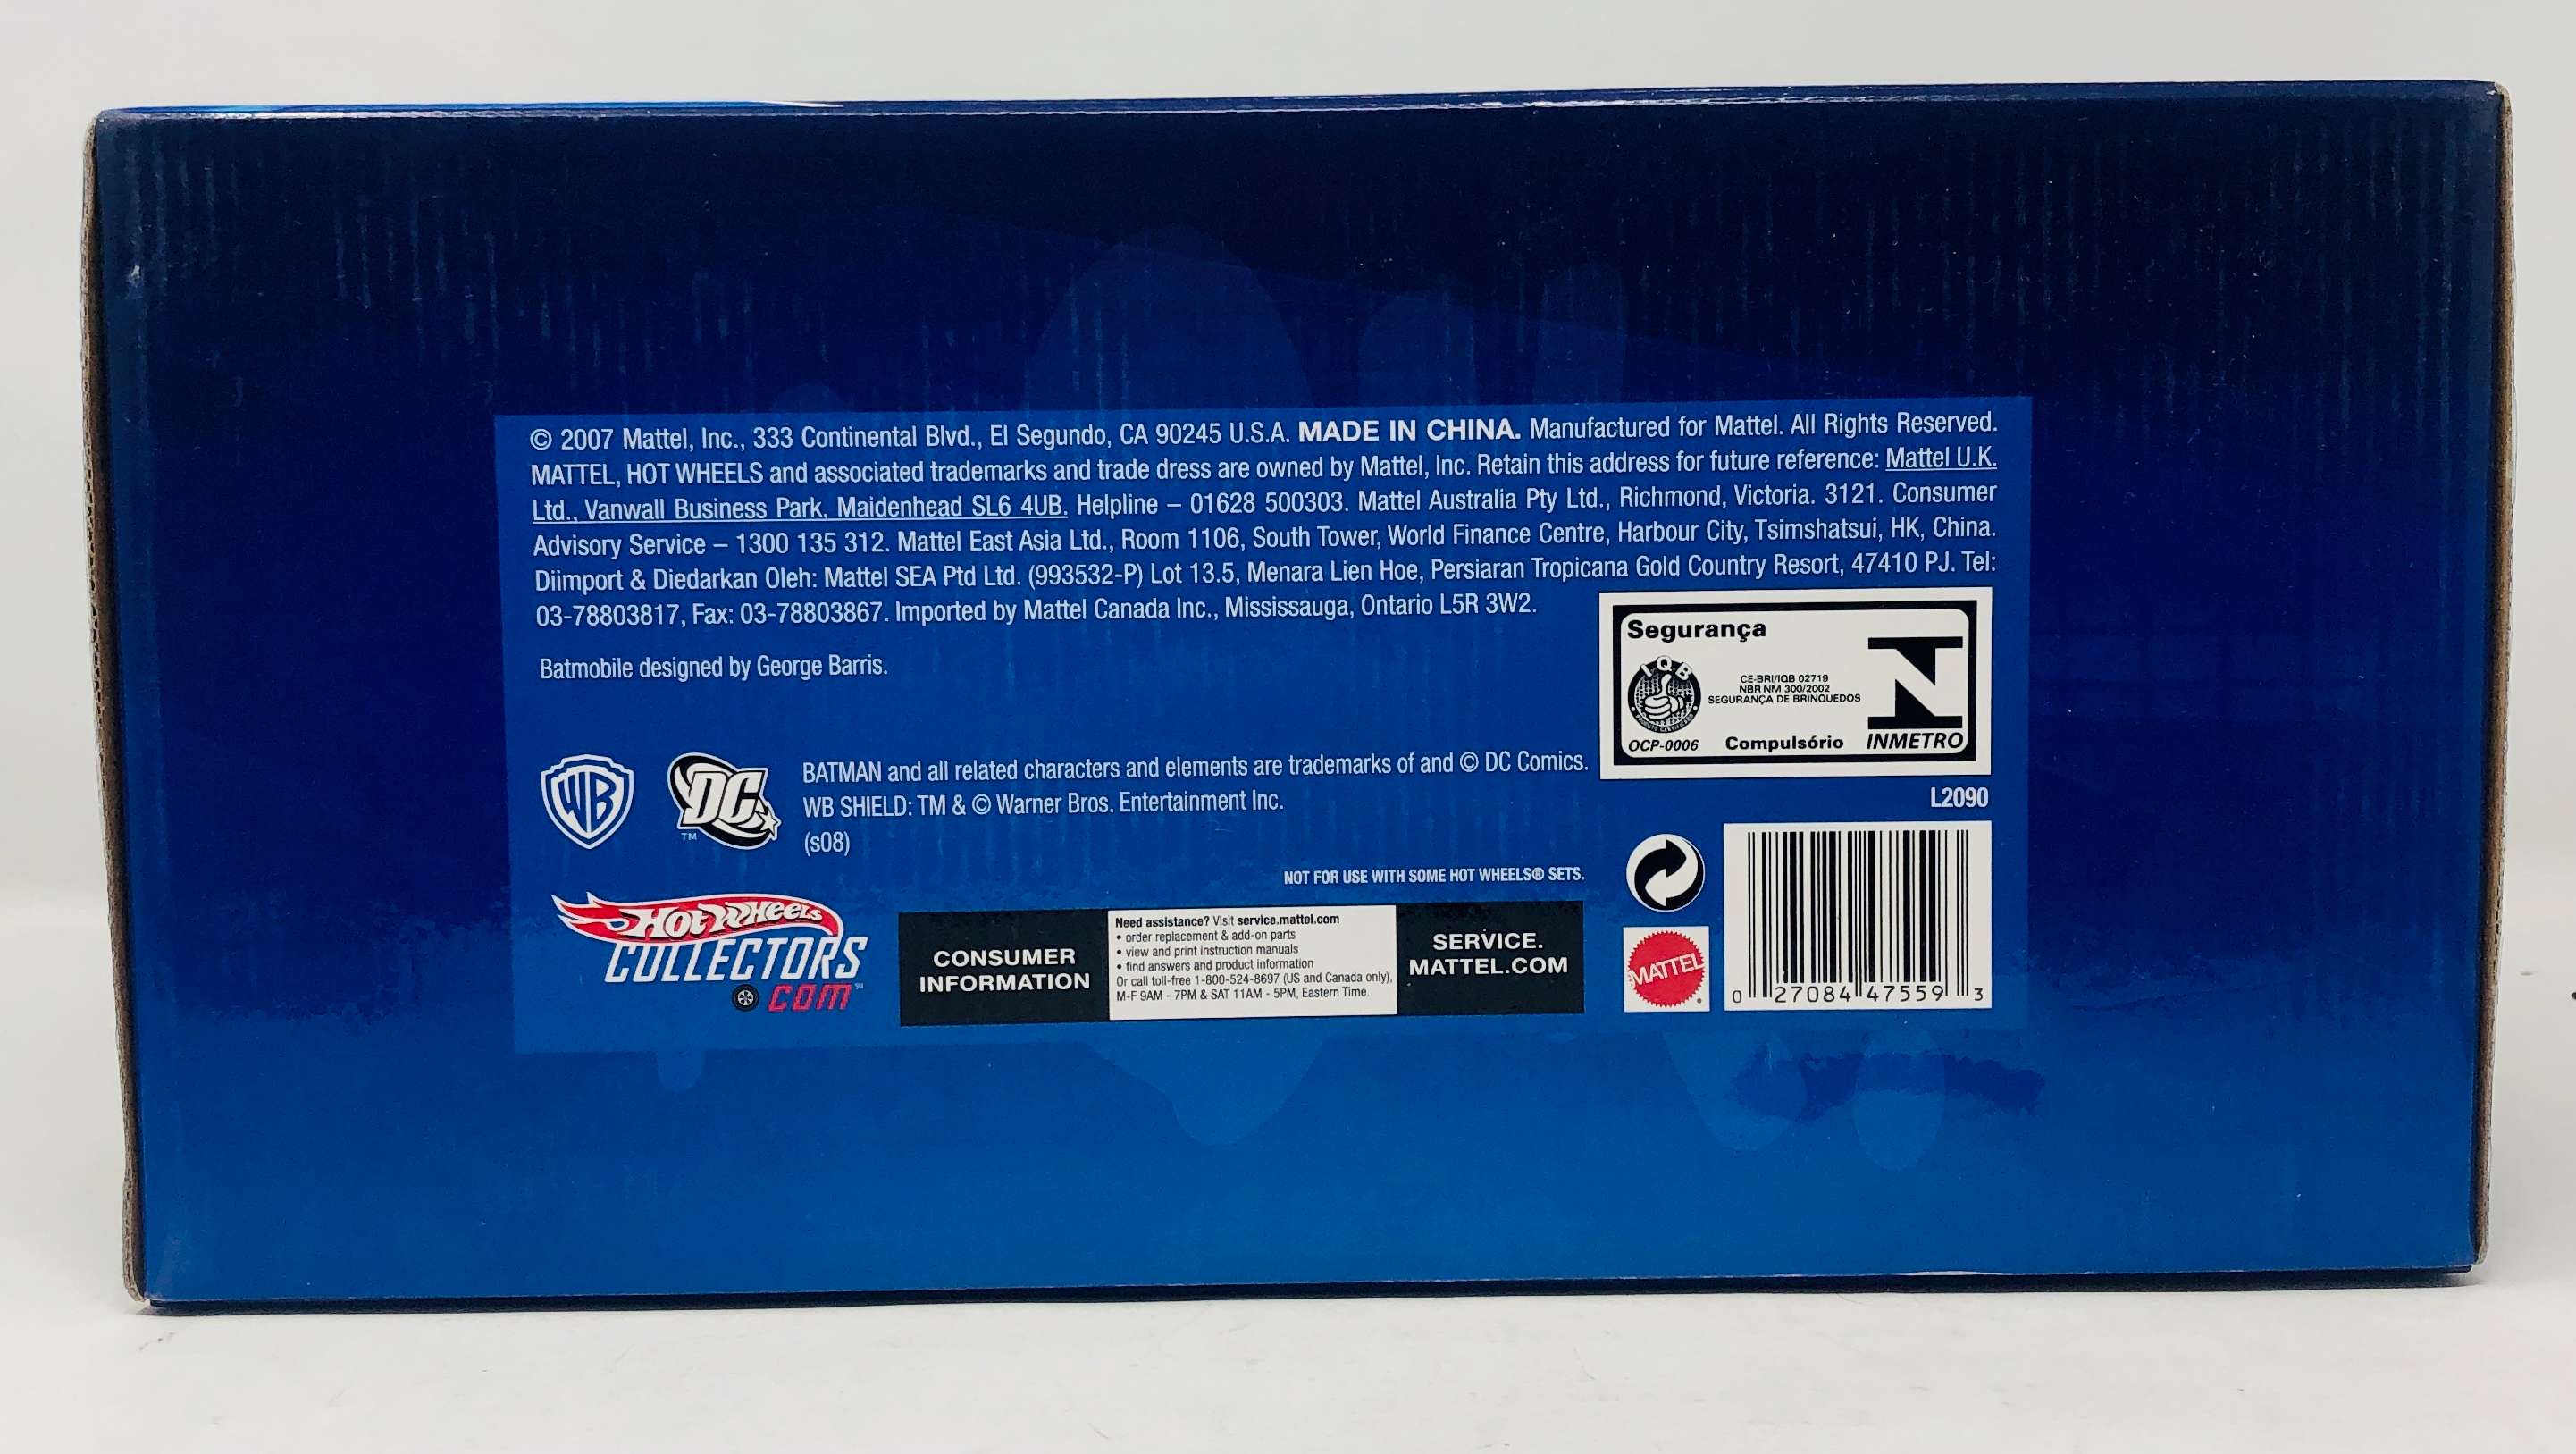 © 2007 Mattel, Inc., 333 Continental Blvd., El Segundo, CA 90245 U.S.A. MADE IN CHINA. Manufactured for Mattel. All Rights Reserved.
MATTEL, HOT WHEELS and associated trademarks and trade dress are owned by Mattel, Inc. Retain this address for future reference: Mattel U.K.
Ltd., Vanwall Business Park, Maidenhead SL6 4UB. Helpline – 01628 500303. Mattel Australia Pty Ltd., Richmond, Victoria. 3121. Consumer
Advisory Service – 1300 135 312. Mattel East Asia Ltd., Room 1106, South Tower, World Finance Centre, Harbour City, Tsimshatsui, HK, China.
Diimport & Diedarkan Oleh: Mattel SEA Ptd Ltd. (993532-P) Lot 13.5, Menara Lien Hoe, Persiaran Tropicana Gold Country Resort, 47410 PJ. Tel:
03-78803817, Fax: 03-78803867. Imported by Mattel Canada Inc., Mississauga, Ontario L5R 3W2.
Batmobile designed by George Barris.
Segurança
IQB
CE-BRI/IQB 02719
NBR NM 300/2002
SEGURANÇA DE BRINQUEDOS
OCP-0006 Compulsório INMETRO
WB
DC
TM
BATMAN and all related characters and elements are trademarks of and © DC Comics.
WB SHIELD: TM & © Warner Bros. Entertainment Inc.
(s08)
L2090
NOT FOR USE WITH SOME HOT WHEELS® SETS.
Hot Wheels
COLLECTORS
.COM™
CONSUMER
INFORMATION
Need assistance? Visit service.mattel.com
• order replacement & add-on parts
• view and print instruction manuals
• find answers and product information
Or call toll-free 1-800-524-8697 (US and Canada only),
M-F 9AM - 7PM & SAT 11AM - 5PM, Eastern Time.
SERVICE.
MATTEL.COM
MATTEL®
0 27084 47559 3